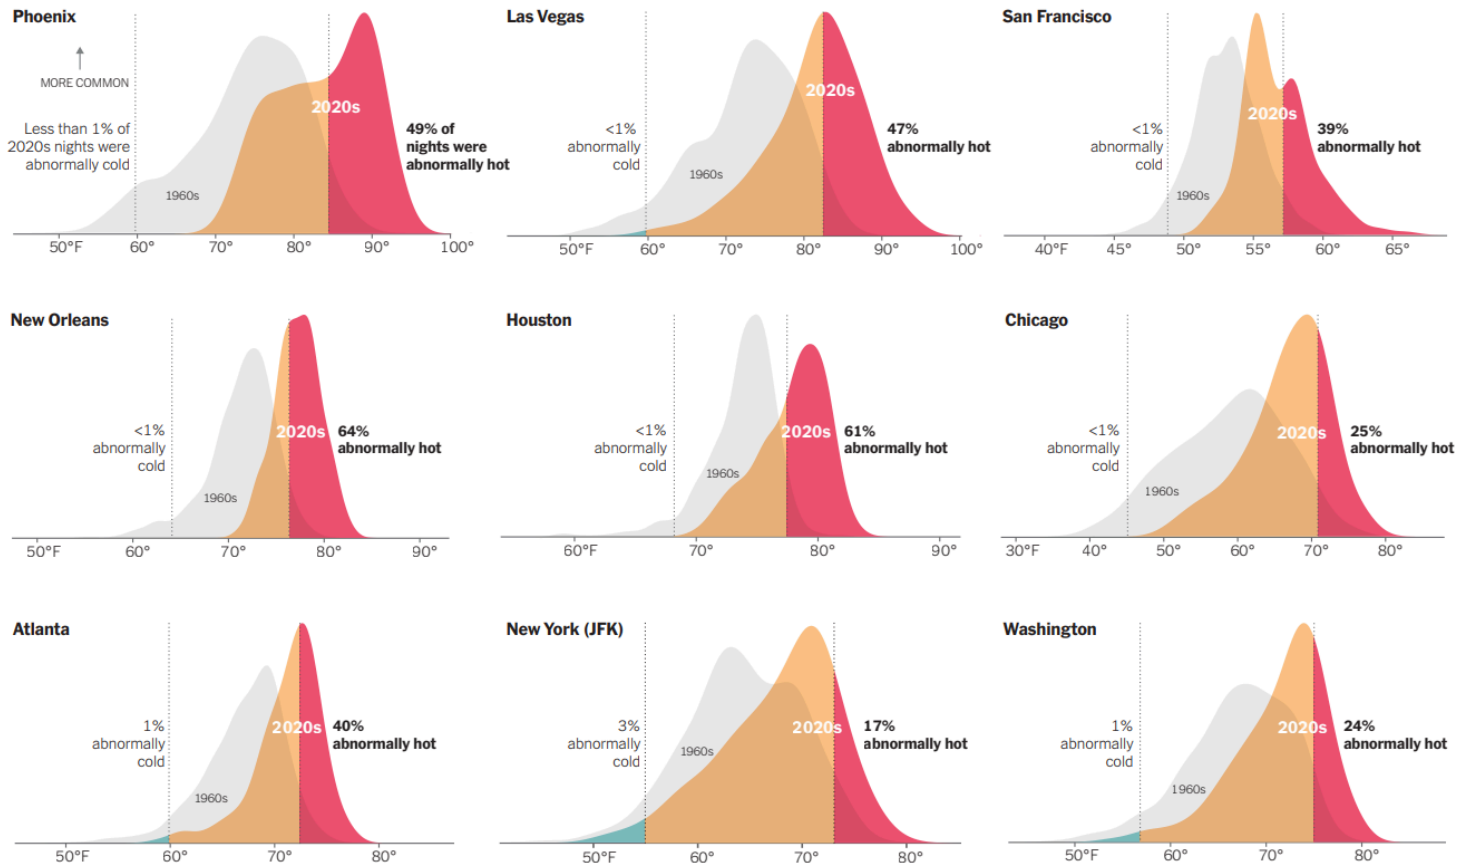 Phoenix
MORE COMMON
Less than 1% of
2020s nights were
abnormally cold
1960s
2020s
49% of
nights were
abnormally hot
50°F 60° 70° 80° 90° 100°
Las Vegas
<1%
abnormally
cold
1960s
2020s
47%
abnormally hot
50°F 60° 70° 80° 90° 100°
San Francisco
<1%
abnormally
cold
1960s
2020s
39%
abnormally hot
40°F 45° 50° 55° 60° 65°
New Orleans
<1%
abnormally
cold
1960s
2020s
64%
abnormally hot
50°F 60° 70° 80° 90°
Houston
<1%
abnormally
cold
1960s
2020s
61%
abnormally hot
60°F 70° 80° 90°
Chicago
<1%
abnormally
cold
1960s
2020s
25%
abnormally hot
30°F 40° 50° 60° 70° 80°
Atlanta
1%
abnormally
cold
1960s
2020s
40%
abnormally hot
50°F 60° 70° 80°
New York (JFK)
3%
abnormally
cold
1960s
2020s
17%
abnormally hot
50°F 60° 70° 80°
Washington
1%
abnormally
cold
1960s
2020s
24%
abnormally hot
50°F 60° 70° 80°